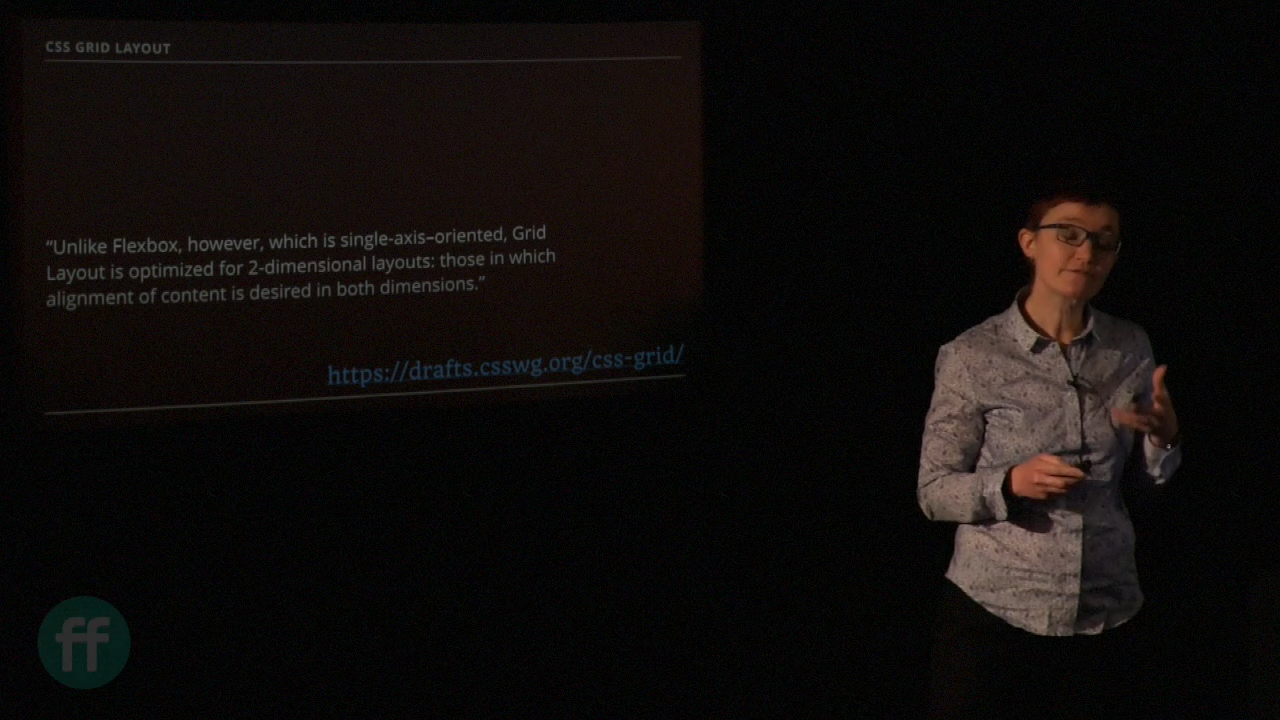 CSS GRID LAYOUT
“Unlike Flexbox, however, which is single-axis–oriented, Grid
Layout is optimized for 2-dimensional layouts: those in which
alignment of content is desired in both dimensions.”
https://drafts.csswg.org/css-grid/
ff